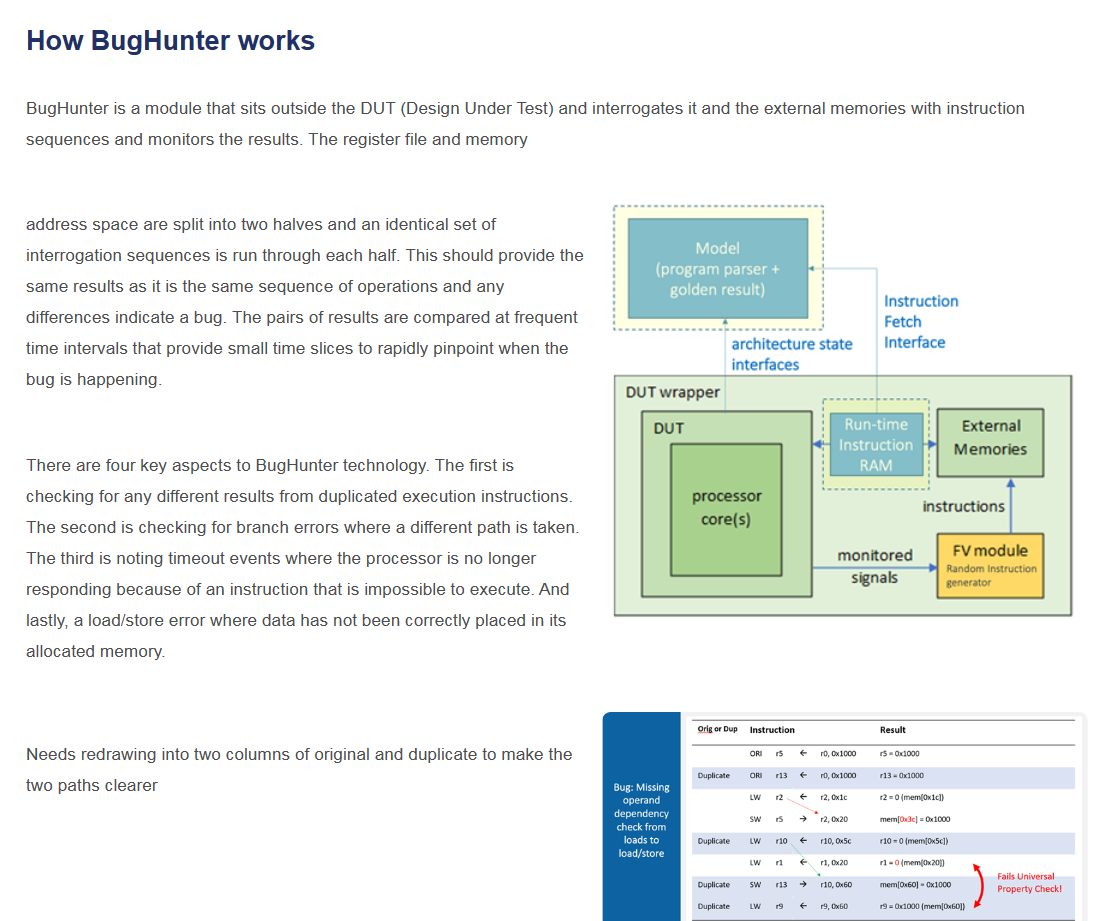 How BugHunter works
BugHunter is a module that sits outside the DUT (Design Under Test) and interrogates it and the external memories with instruction
sequences and monitors the results. The register file and memory
address space are split into two halves and an identical set of
interrogation sequences is run through each half. This should provide the
same results as it is the same sequence of operations and any
differences indicate a bug. The pairs of results are compared at frequent
time intervals that provide small time slices to rapidly pinpoint when the
bug is happening.
There are four key aspects to BugHunter technology. The first is
checking for any different results from duplicated execution instructions.
The second is checking for branch errors where a different path is taken.
The third is noting timeout events where the processor is no longer
responding because of an instruction that is impossible to execute. And
lastly, a load/store error where data has not been correctly placed in its
allocated memory.
Model
(program parser +
golden result)
Instruction
Fetch
Interface
architecture state
interfaces
DUT wrapper
DUT
Run-time
Instruction
RAM
External
Memories
processor
core(s)
instructions
monitored
signals
FV module
Random Instruction
generator
Needs redrawing into two columns of original and duplicate to make the
two paths clearer
Bug: Missing
operand
dependency
check from
loads to
load/store
Orig or Dup Instruction Result
ORI r5 ← r0, 0x1000 r5 = 0x1000
Duplicate ORI r13 ← r0, 0x1000 r13 = 0x1000
LW r2 ← r2, 0x1c r2 = 0 (mem[0x1c])
SW r5 → r2, 0x20 mem[0x3c] = 0x1000
Duplicate LW r10 ← r10, 0x5c r10 = 0 (mem[0x5c])
LW r1 ← r1, 0x20 r1 = 0 (mem[0x20])
Duplicate SW r13 → r10, 0x60 mem[0x60] = 0x1000
Duplicate LW r9 ← r9, 0x60 r9 = 0x1000 (mem[0x60])
Fails Universal
Property Check!